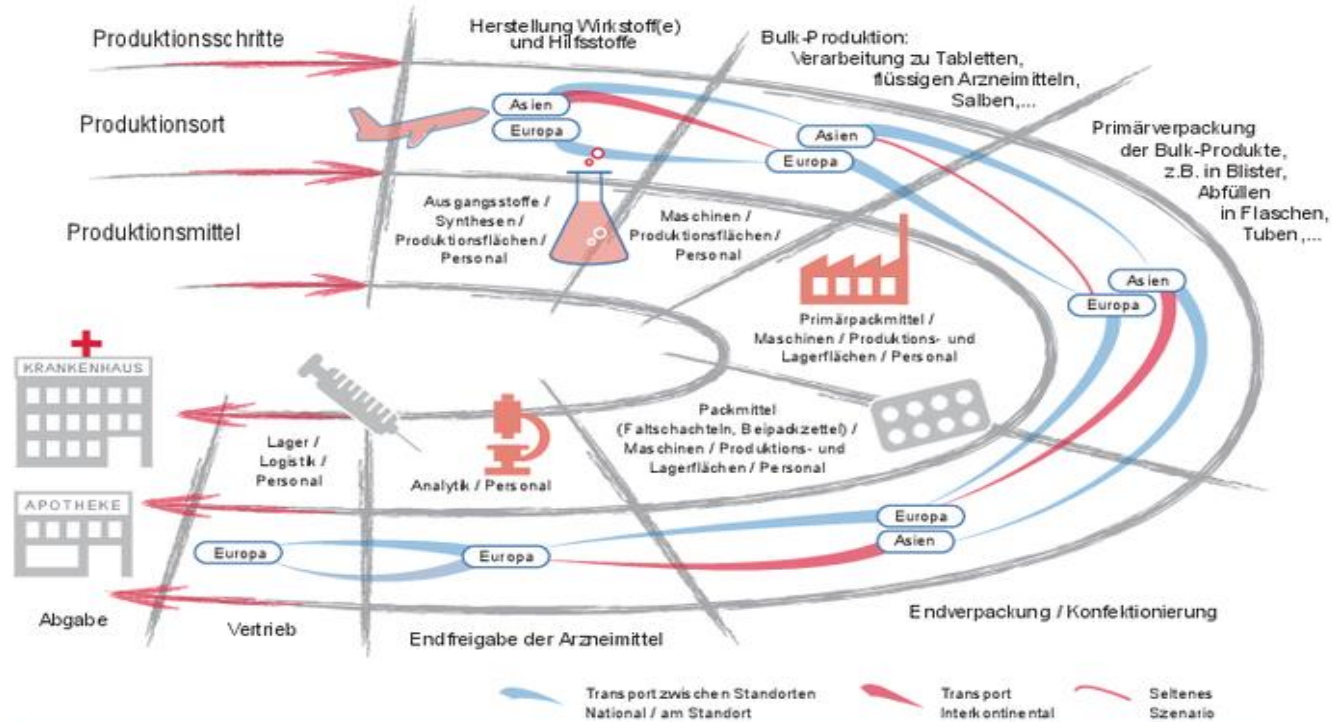 Produktionsschritte
Herstellung Wirkstoff(e)
und Hilfsstoffe
Bulk-Produktion:
Verarbeitung zu Tabletten,
flüssigen Arzneimitteln,
Salben,...
Primärverpackung
der Bulk-Produkte,
z.B. in Blister,
Abfüllen
in Flaschen,
Tuben,...
Produktionsort
Asien
Europa
Asien
Europa
Asien
Europa
Produktionsmittel
Ausgangsstoffe /
Synthesen /
Produktionsflächen /
Personal
Maschinen /
Produktionsflächen /
Personal
Primärpackmittel /
Maschinen / Produktions- und
Lagerflächen / Personal
Packmittel
(Faltschachteln, Beipackzettel) /
Maschinen / Produktions- und
Lagerflächen / Personal
Analytik / Personal
Lager /
Logistik /
Personal
KRANKENHAUS
APOTHEKE
Europa
Europa
Europa
Asien
Abgabe
Vertrieb
Endfreigabe der Arzneimittel
Endverpackung / Konfektionierung
Transport zwischen Standorten
National / am Standort
Transport
Interkontinental
Seltenes
Szenario